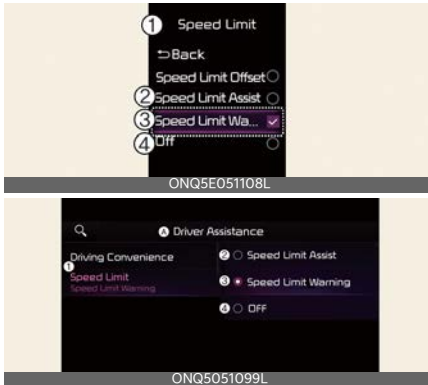 ① Speed Limit
⮌Back
Speed Limit Offset
② Speed Limit Assist
③ Speed Limit Wa...
④ Off
ONQ5E051108L
Ⓐ Driver Assistance
Driving Convenience
② Speed Limit Assist
① Speed Limit
Speed Limit Warning
③ Speed Limit Warning
④ OFF
ONQ5051099L